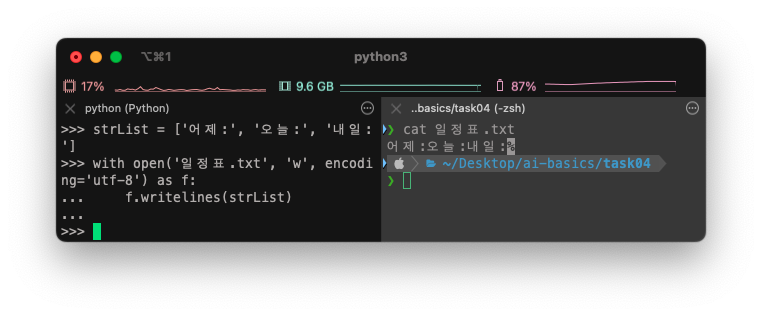 ⌥⌘1
python3
17%
9.6 GB
87%
python (Python)
>>> strList = ['어제:', '오늘:', '내일:
']
>>> with open('일정표.txt', 'w', encodi
ng='utf-8') as f:
...     f.writelines(strList)
...
>>>
..basics/task04 (-zsh)
❯ cat 일정표.txt
어제:오늘:내일:%
~/Desktop/ai-basics/task04
❯